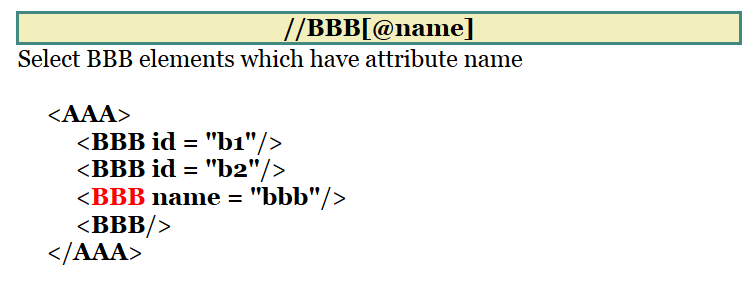 //BBB[@name]
Select BBB elements which have attribute name
<AAA>
<BBB id = "b1"/>
<BBB id = "b2"/>
<BBB name = "bbb"/>
<BBB/>
</AAA>